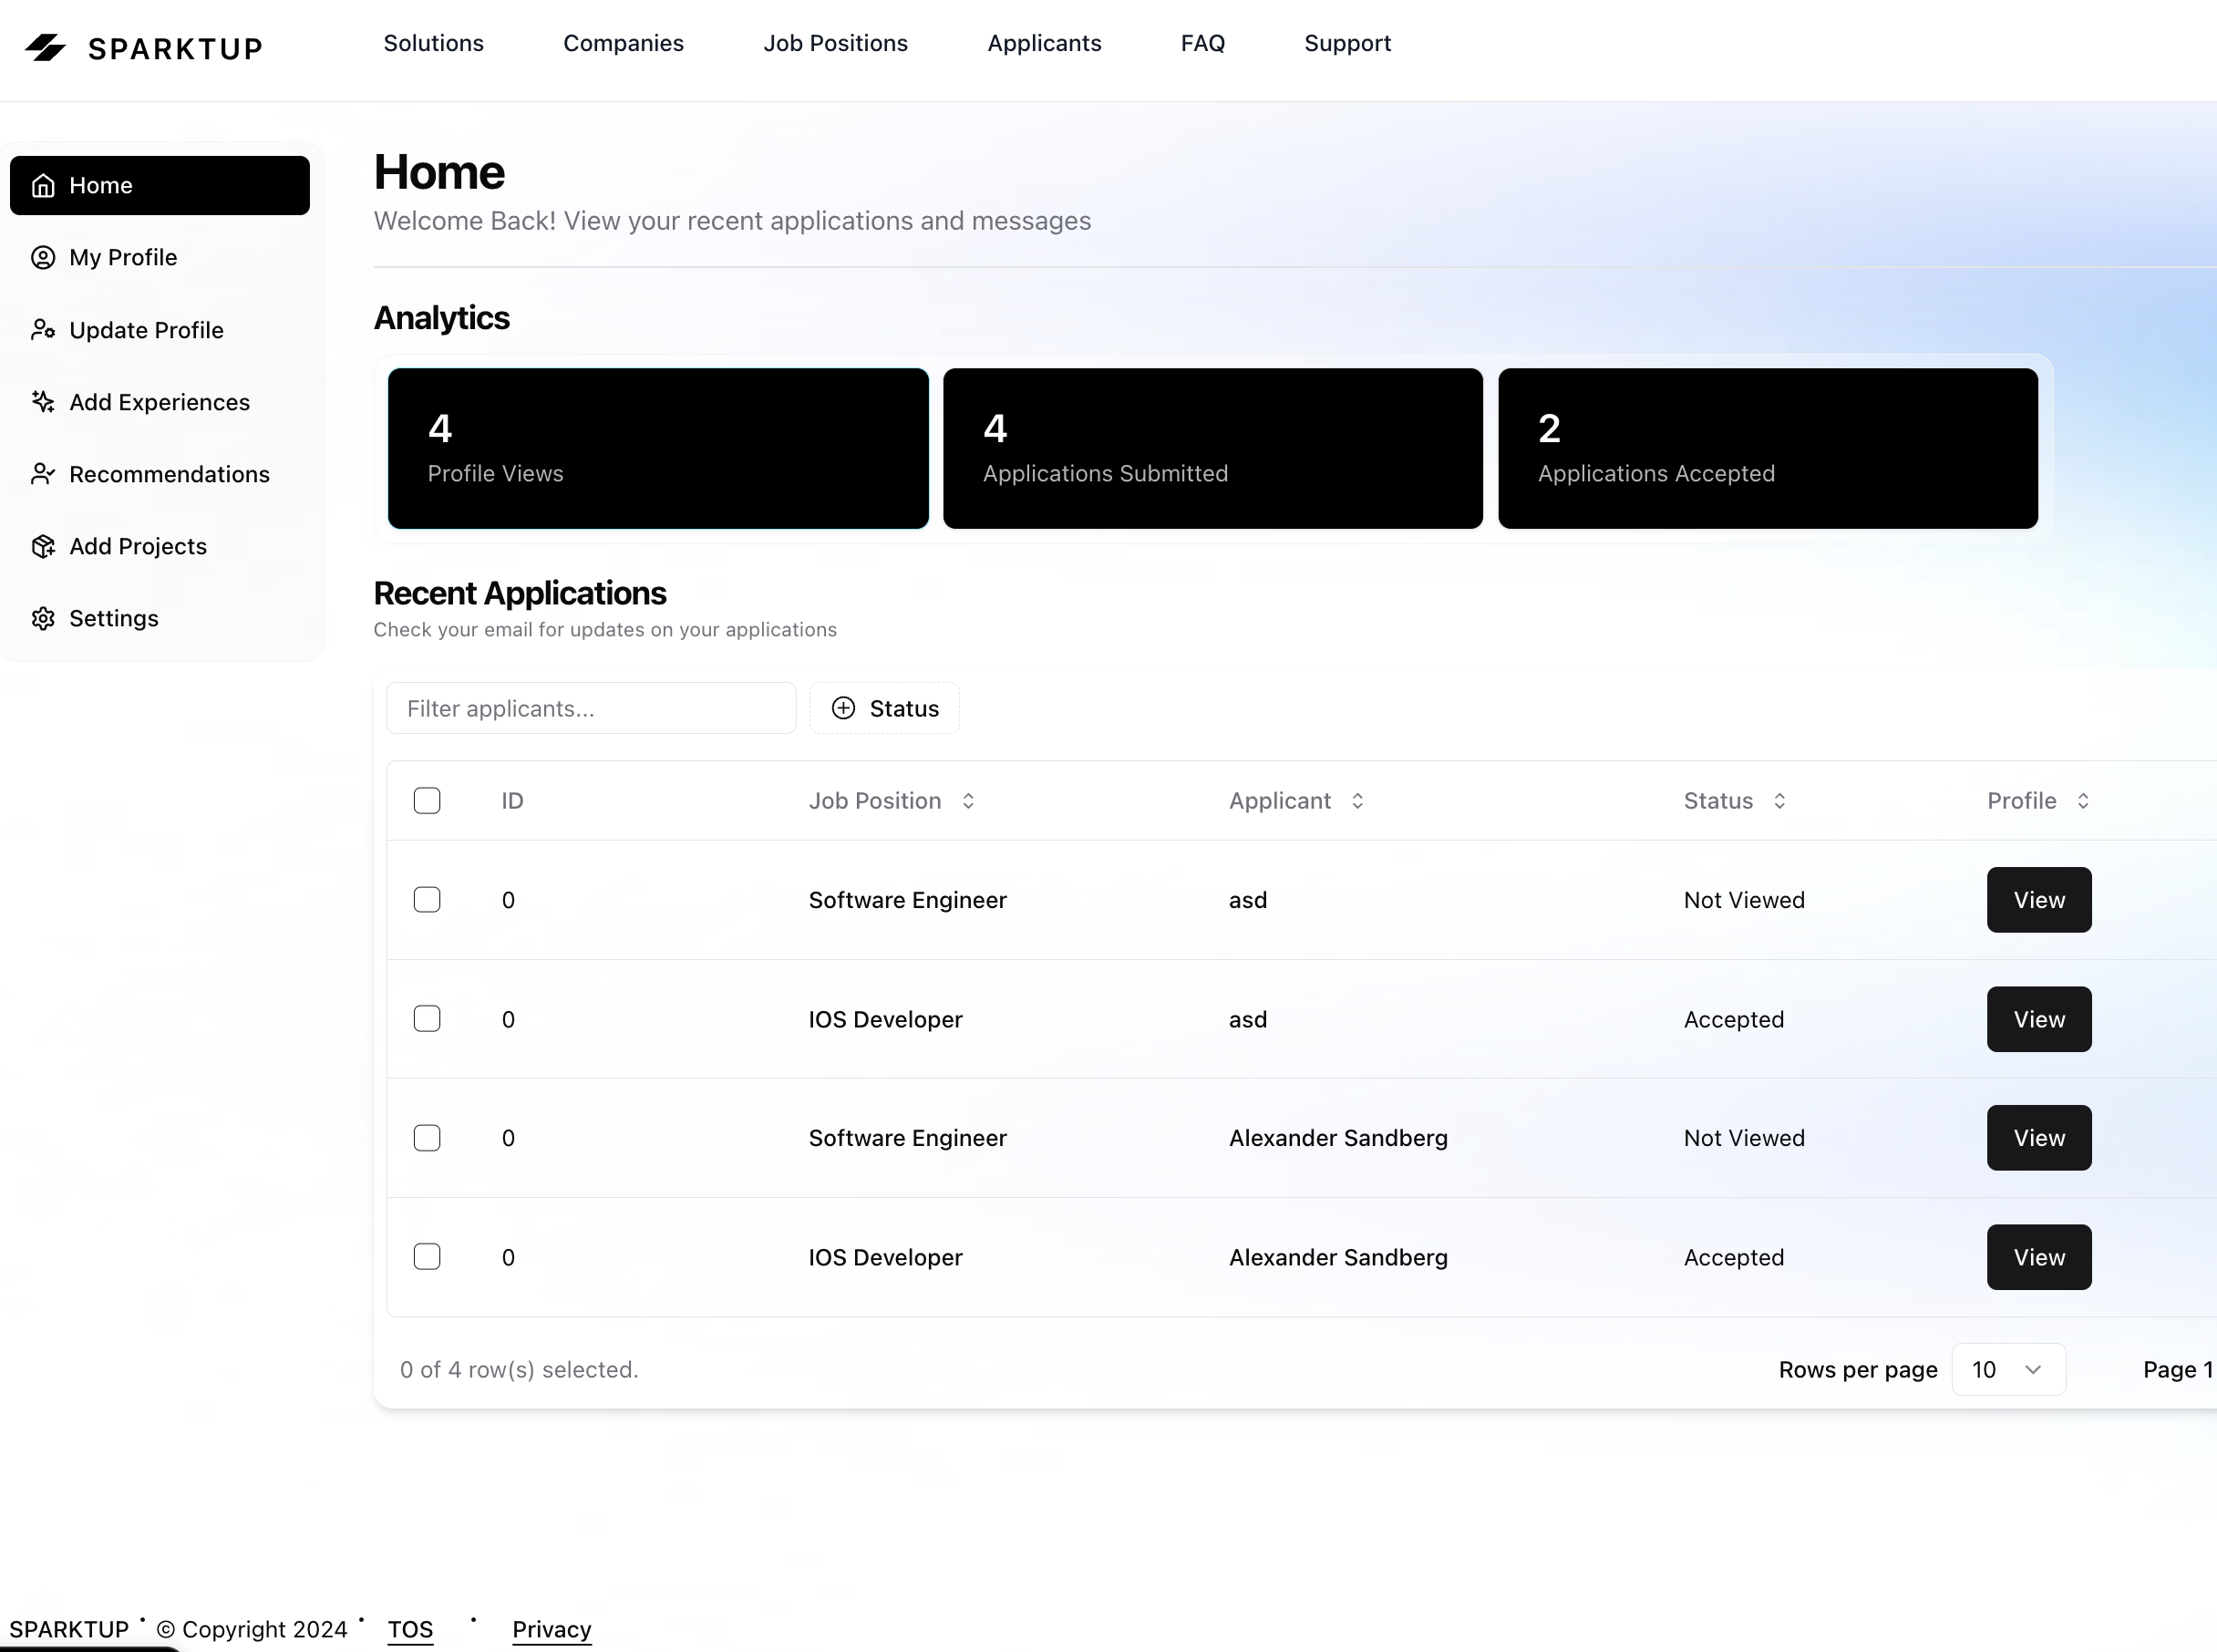 SPARKTUP
Solutions Companies Job Positions Applicants FAQ Support
Home
My Profile
Update Profile
Add Experiences
Recommendations
Add Projects
Settings
Home
Welcome Back! View your recent applications and messages
Analytics
4
Profile Views
4
Applications Submitted
2
Applications Accepted
Recent Applications
Check your email for updates on your applications
Filter applicants...
Status
ID Job Position Applicant Status Profile
0 Software Engineer asd Not Viewed View
0 IOS Developer asd Accepted View
0 Software Engineer Alexander Sandberg Not Viewed View
0 IOS Developer Alexander Sandberg Accepted View
0 of 4 row(s) selected. Rows per page 10 Page 1
SPARKTUP · © Copyright 2024 · TOS · Privacy